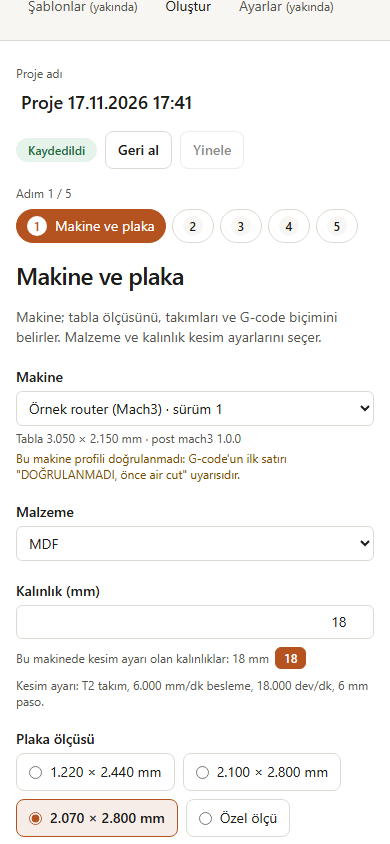 Şablonlar (yakında) Oluştur Ayarlar (yakında)
Proje adı
Proje 17.11.2026 17:41
Kaydedildi Geri al Yinele
Adım 1 / 5
1 Makine ve plaka 2 3 4 5
Makine ve plaka
Makine; tabla ölçüsünü, takımları ve G-code biçimini
belirler. Malzeme ve kalınlık kesim ayarlarını seçer.
Makine
Örnek router (Mach3) · sürüm 1
Tabla 3.050 × 2.150 mm · post mach3 1.0.0
Bu makine profili doğrulanmadı: G-code'un ilk satırı
"DOĞRULANMADI, önce air cut" uyarısıdır.
Malzeme
MDF
Kalınlık (mm)
18
Bu makinede kesim ayarı olan kalınlıklar: 18 mm 18
Kesim ayarı: T2 takım, 6.000 mm/dk besleme, 18.000 dev/dk, 6 mm
paso.
Plaka ölçüsü
1.220 × 2.440 mm 2.100 × 2.800 mm
2.070 × 2.800 mm Özel ölçü